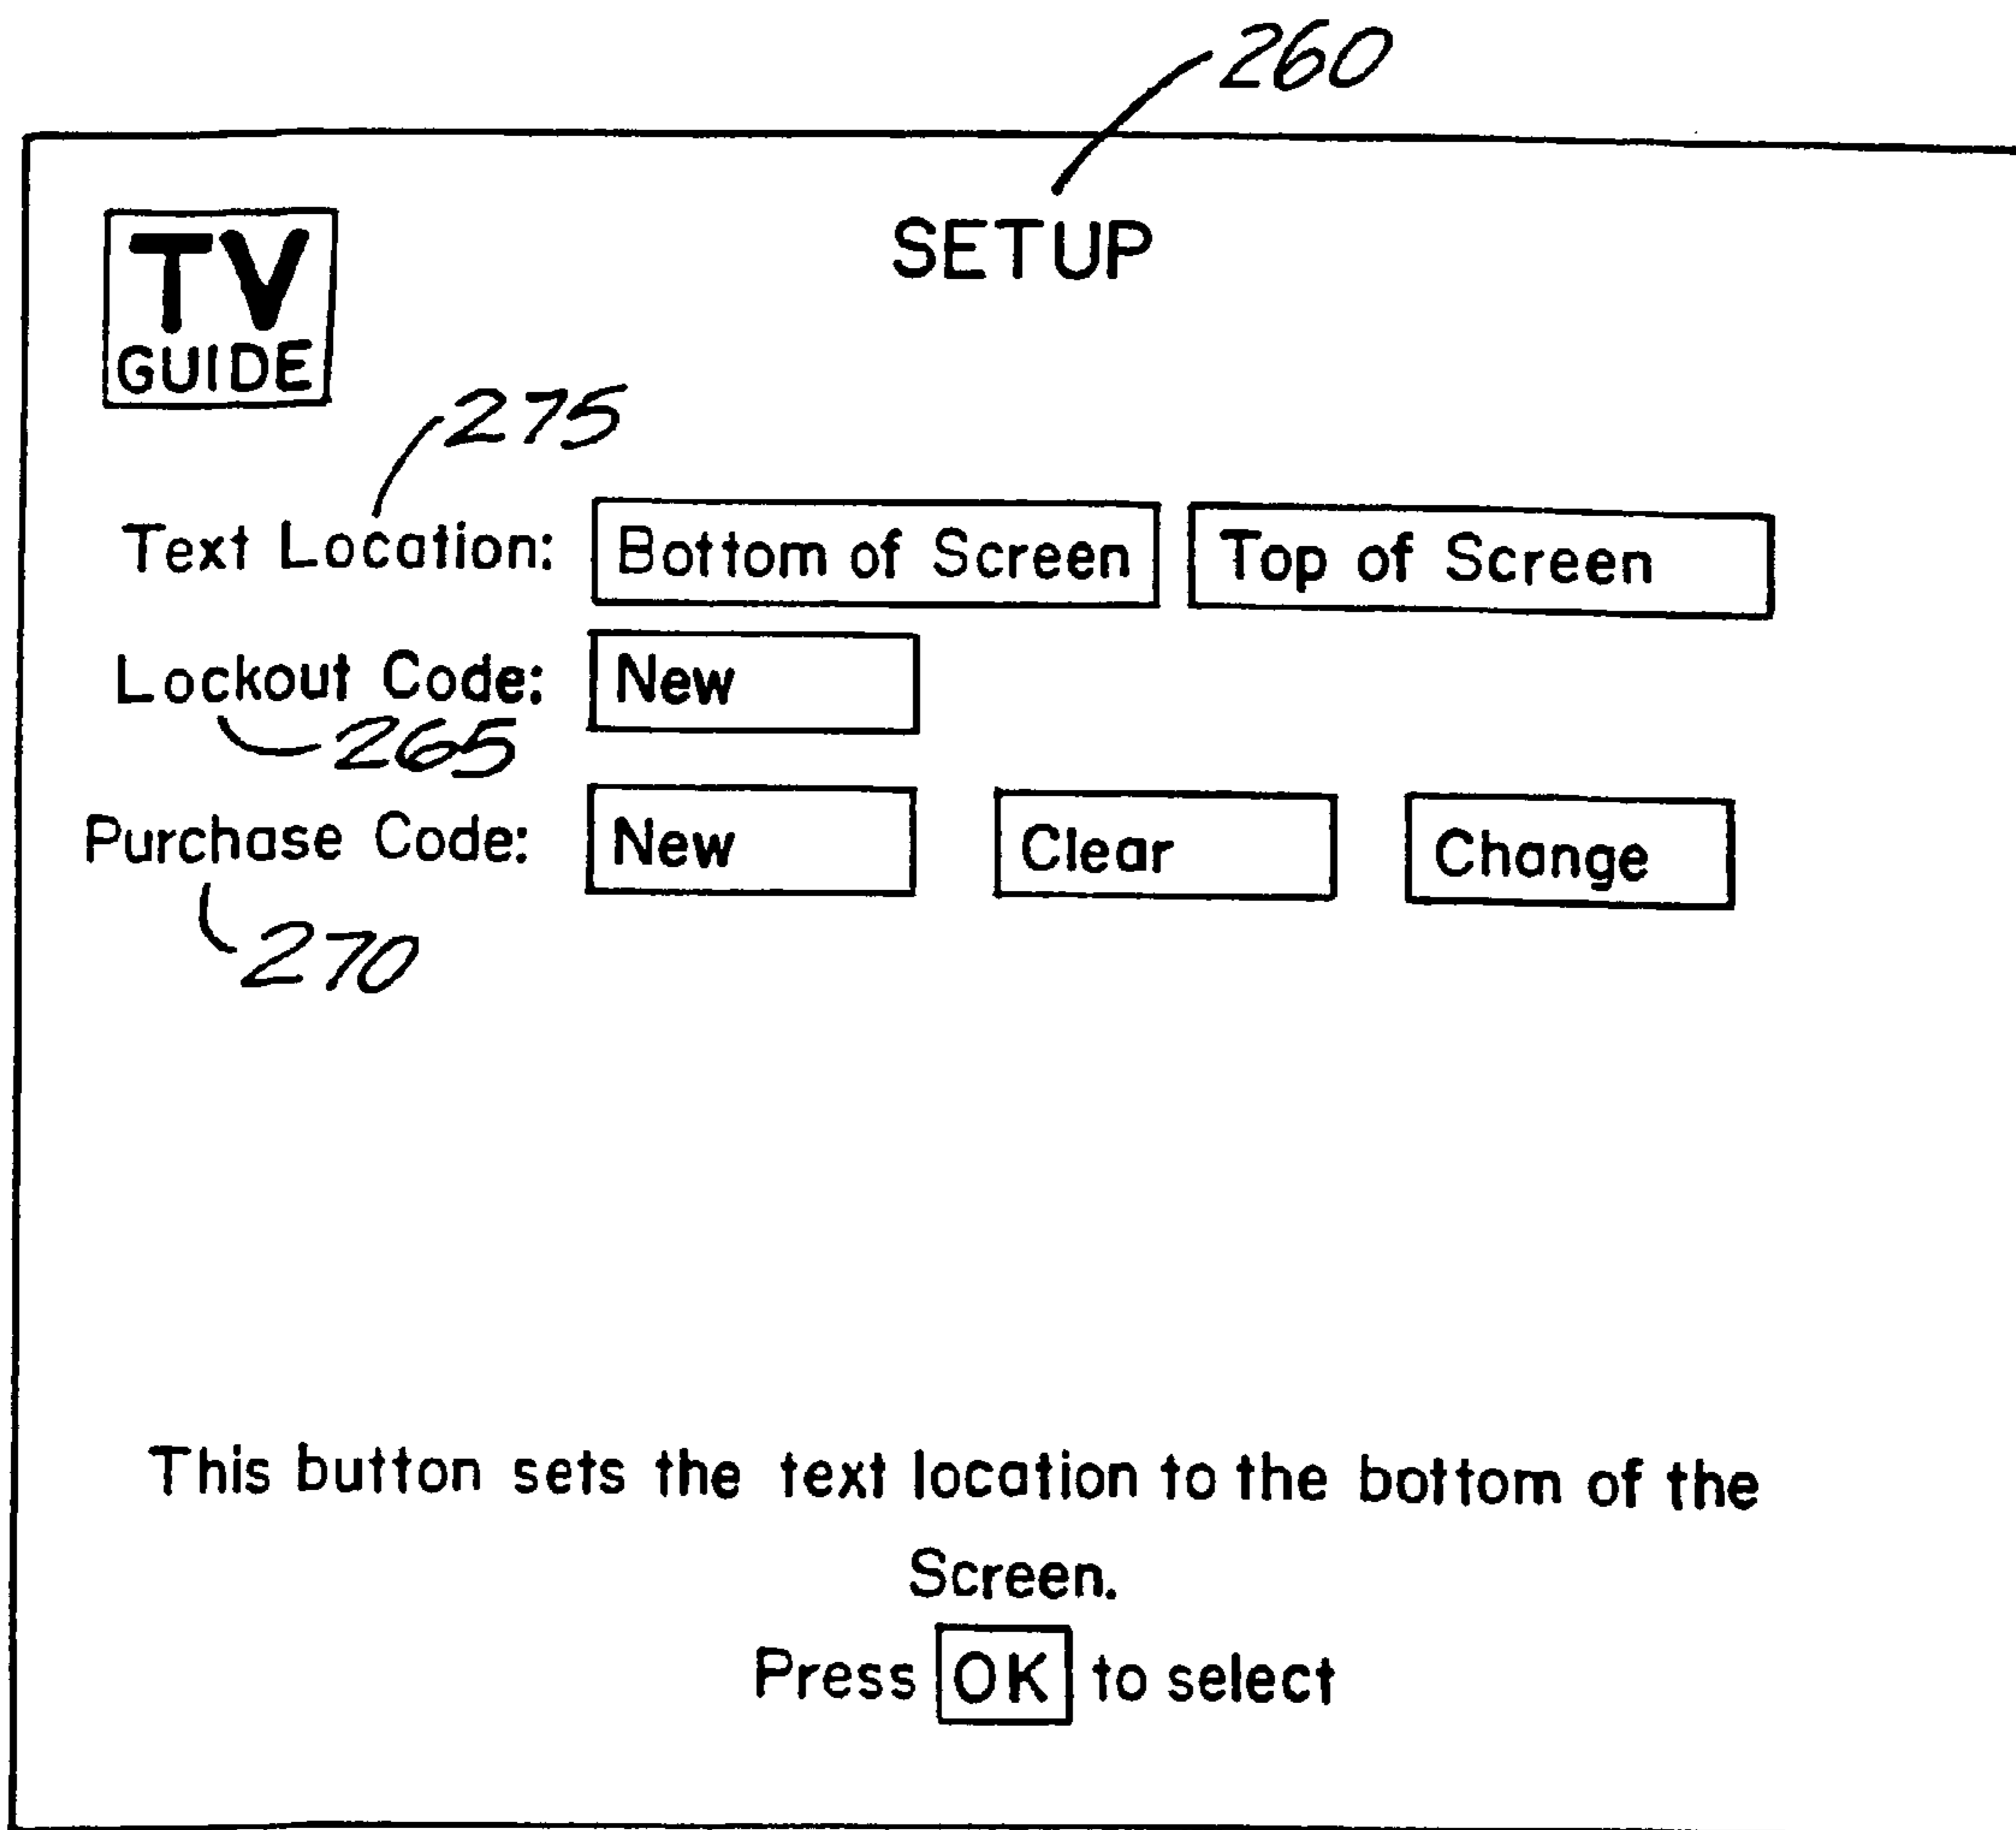 260
SETUP
TV
GUIDE
275
Text Location: Bottom of Screen Top of Screen
Lockout Code: New
265
Purchase Code: New Clear Change
270
This button sets the text location to the bottom of the
Screen.
Press OK to select